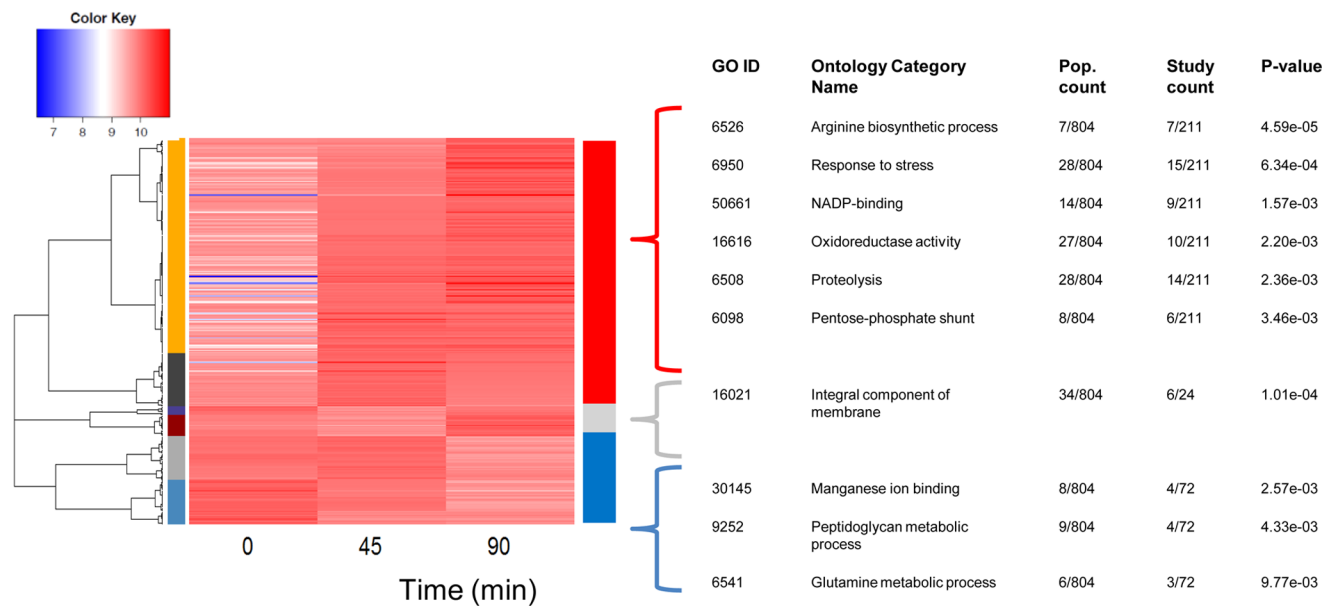 Color Key
7 8 9 10
GO ID Ontology Category Name Pop. count Study count P-value
6526 Arginine biosynthetic process 7/804 7/211 4.59e-05
6950 Response to stress 28/804 15/211 6.34e-04
50661 NADP-binding 14/804 9/211 1.57e-03
16616 Oxidoreductase activity 27/804 10/211 2.20e-03
6508 Proteolysis 28/804 14/211 2.36e-03
6098 Pentose-phosphate shunt 8/804 6/211 3.46e-03
16021 Integral component of membrane 34/804 6/24 1.01e-04
30145 Manganese ion binding 8/804 4/72 2.57e-03
9252 Peptidoglycan metabolic process 9/804 4/72 4.33e-03
6541 Glutamine metabolic process 6/804 3/72 9.77e-03
0 45 90
Time (min)